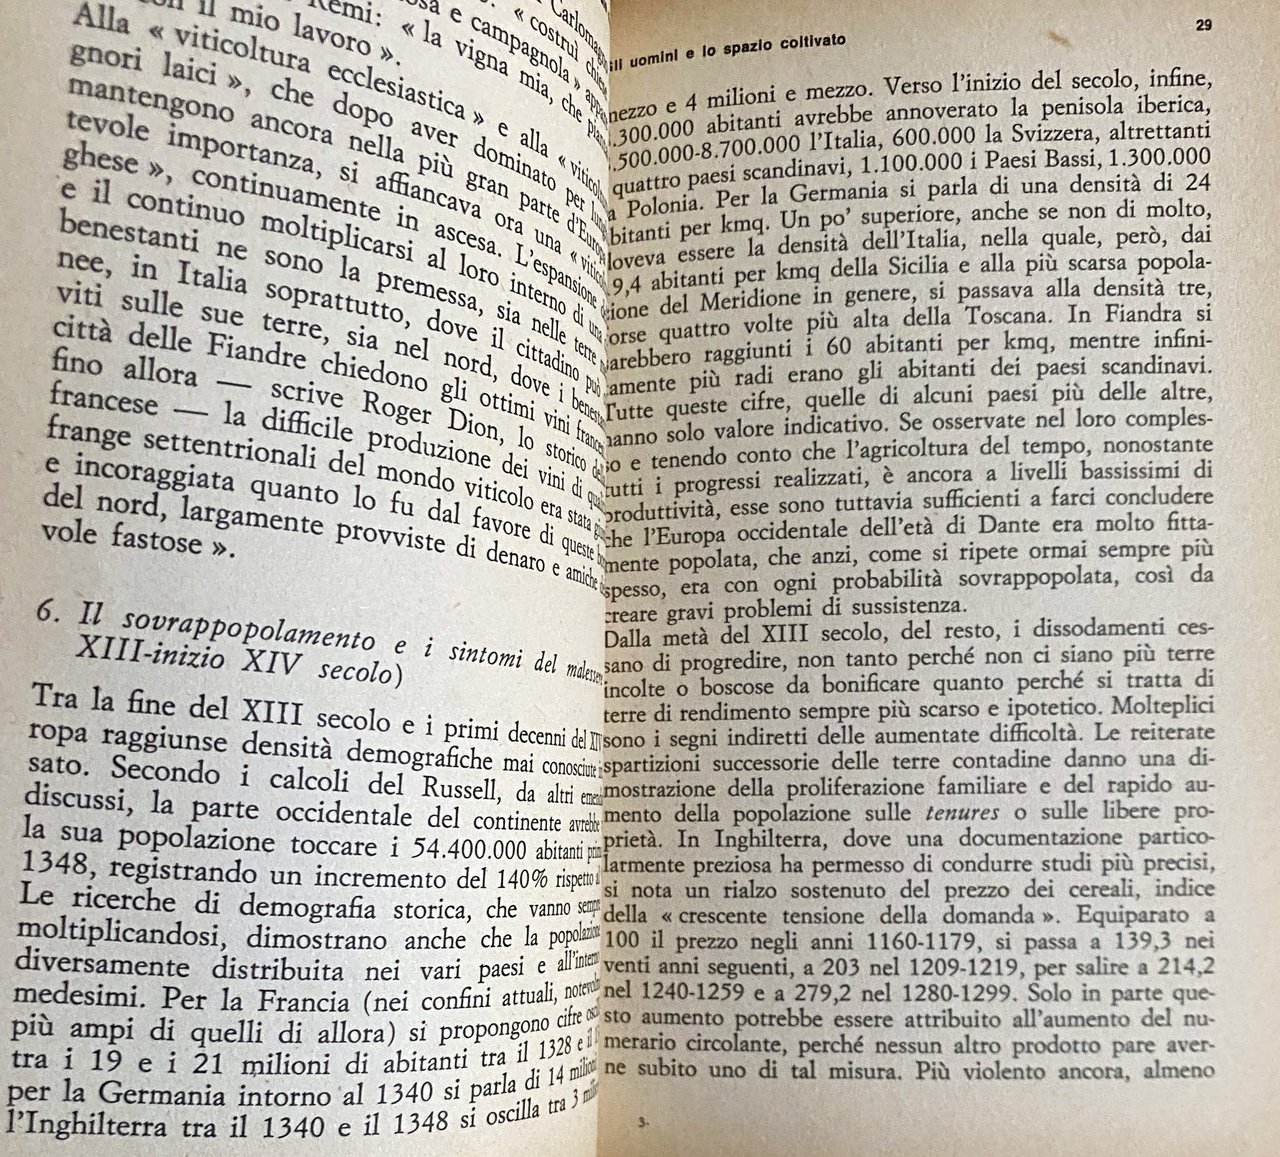 Carlomagno
« costruì chiese
osa e campagnola » appa
Remi: « la vigna mia, che pian
il mio lavoro ».
Alla « viticoltura ecclesiastica » e alla « viticol
gnori laici », che dopo aver dominato per lungo
mantengono ancora nella più gran parte d'Europa
tevole importanza, si affiancava ora una « viticol
ghese », continuamente in ascesa. L'espansione
e il continuo moltiplicarsi al loro interno di una
benestanti ne sono la premessa, sia nelle terre
nee, in Italia soprattutto, dove il cittadino può
viti sulle sue terre, sia nel nord, dove i benestan
città delle Fiandre chiedono gli ottimi vini frances
fino allora — scrive Roger Dion, lo storico del
francese — la difficile produzione dei vini di qual
frange settentrionali del mondo viticolo era stata
e incoraggiata quanto lo fu dal favore di queste
del nord, largamente provviste di denaro e amiche
vole fastose ».
6. Il sovrappopolamento e i sintomi del malessere
XIII-inizio XIV secolo)
Tra la fine del XIII secolo e i primi decenni del XIV
ropa raggiunse densità demografiche mai conosciute
sato. Secondo i calcoli del Russell, da altri
discussi, la parte occidentale del continente avrebbe
la sua popolazione toccare i 54.400.000 abitanti
1348, registrando un incremento del 140% rispetto
Le ricerche di demografia storica, che vanno sempre
moltiplicandosi, dimostrano anche che la popolazione
diversamente distribuita nei vari paesi e all'interno
medesimi. Per la Francia (nei confini attuali, notevol
più ampi di quelli di allora) si propongono cifre
tra i 19 e i 21 milioni di abitanti tra il 1328 e il
per la Germania intorno al 1340 si parla di 14 milioni
l'Inghilterra tra il 1340 e il 1348 si oscilla tra 3
li uomini e lo spazio coltivato 29
mezzo e 4 milioni e mezzo. Verso l'inizio del secolo, infine,
.300.000 abitanti avrebbe annoverato la penisola iberica,
.500.000-8.700.000 l'Italia, 600.000 la Svizzera, altrettanti
quattro paesi scandinavi, 1.100.000 i Paesi Bassi, 1.300.000
a Polonia. Per la Germania si parla di una densità di 24
bitanti per kmq. Un po' superiore, anche se non di molto,
doveva essere la densità dell'Italia, nella quale, però, dai
9,4 abitanti per kmq della Sicilia e alla più scarsa popola-
zione del Meridione in genere, si passava alla densità tre,
orse quattro volte più alta della Toscana. In Fiandra si
arebbero raggiunti i 60 abitanti per kmq, mentre infini-
amente più radi erano gli abitanti dei paesi scandinavi.
Tutte queste cifre, quelle di alcuni paesi più delle altre,
hanno solo valore indicativo. Se osservate nel loro comples-
so e tenendo conto che l'agricoltura del tempo, nonostante
tutti i progressi realizzati, è ancora a livelli bassissimi di
produttività, esse sono tuttavia sufficienti a farci concludere
che l'Europa occidentale dell'età di Dante era molto fitta-
mente popolata, che anzi, come si ripete ormai sempre più
spesso, era con ogni probabilità sovrappopolata, così da
creare gravi problemi di sussistenza.
Dalla metà del XIII secolo, del resto, i dissodamenti ces-
sano di progredire, non tanto perché non ci siano più terre
incolte o boscose da bonificare quanto perché si tratta di
terre di rendimento sempre più scarso e ipotetico. Molteplici
sono i segni indiretti delle aumentate difficoltà. Le reiterate
spartizioni successorie delle terre contadine danno una di-
mostrazione della proliferazione familiare e del rapido au-
mento della popolazione sulle tenures o sulle libere pro-
prietà. In Inghilterra, dove una documentazione partico-
larmente preziosa ha permesso di condurre studi più precisi,
si nota un rialzo sostenuto del prezzo dei cereali, indice
della « crescente tensione della domanda ». Equiparato a
100 il prezzo negli anni 1160-1179, si passa a 139,3 nei
venti anni seguenti, a 203 nel 1209-1219, per salire a 214,2
nel 1240-1259 e a 279,2 nel 1280-1299. Solo in parte que-
sto aumento potrebbe essere attribuito all'aumento del nu-
merario circolante, perché nessun altro prodotto pare aver-
ne subito uno di tal misura. Più violento ancora, almeno
3-